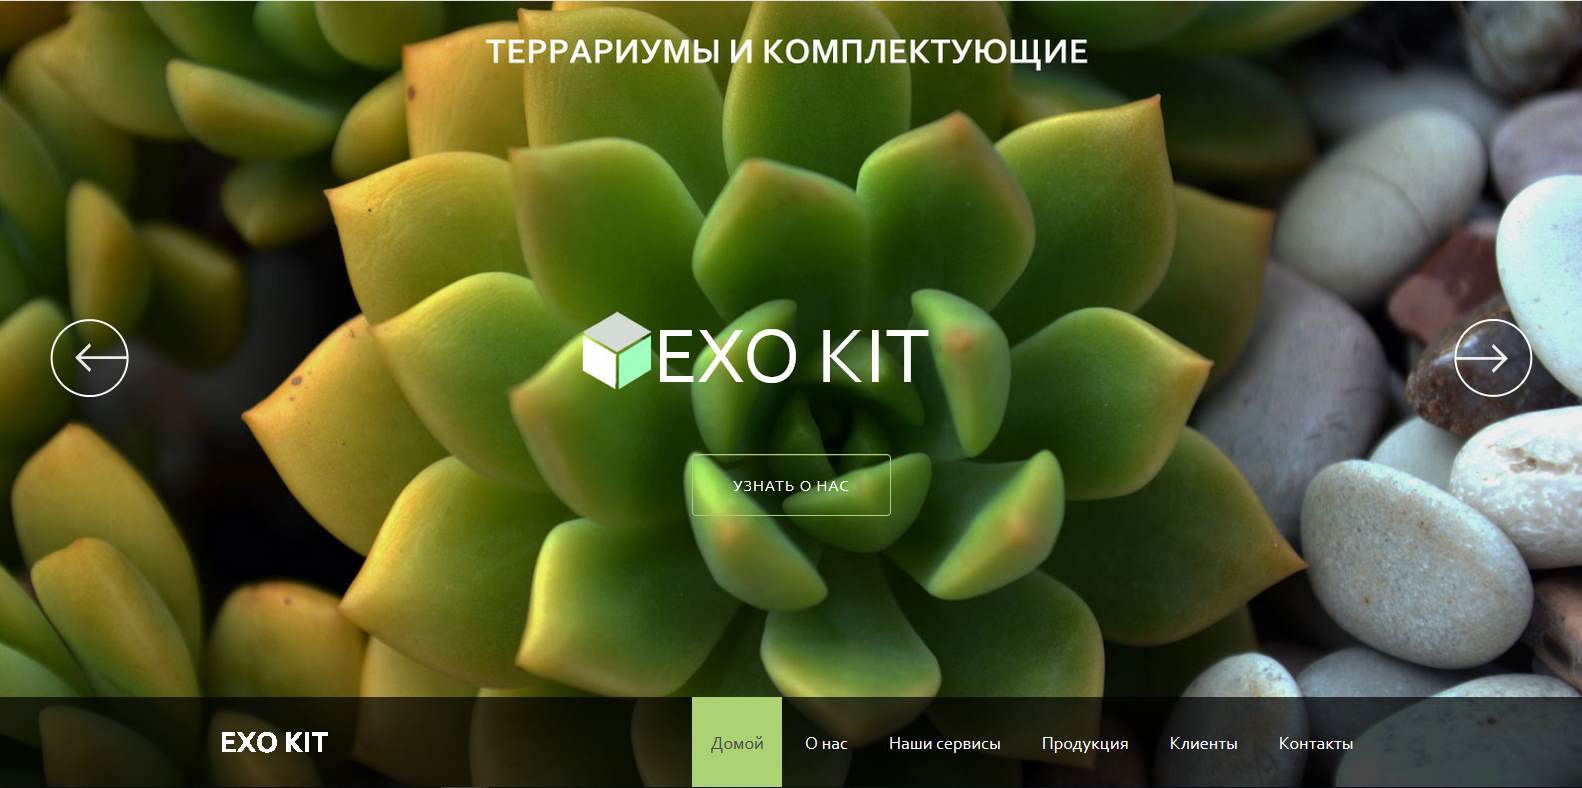 ТЕРРАРИУМЫ И КОМПЛЕКТУЮЩИЕ
EXO KIT
УЗНАТЬ О НАС
EXO KIT
Домой О нас Наши сервисы Продукция Клиенты Контакты